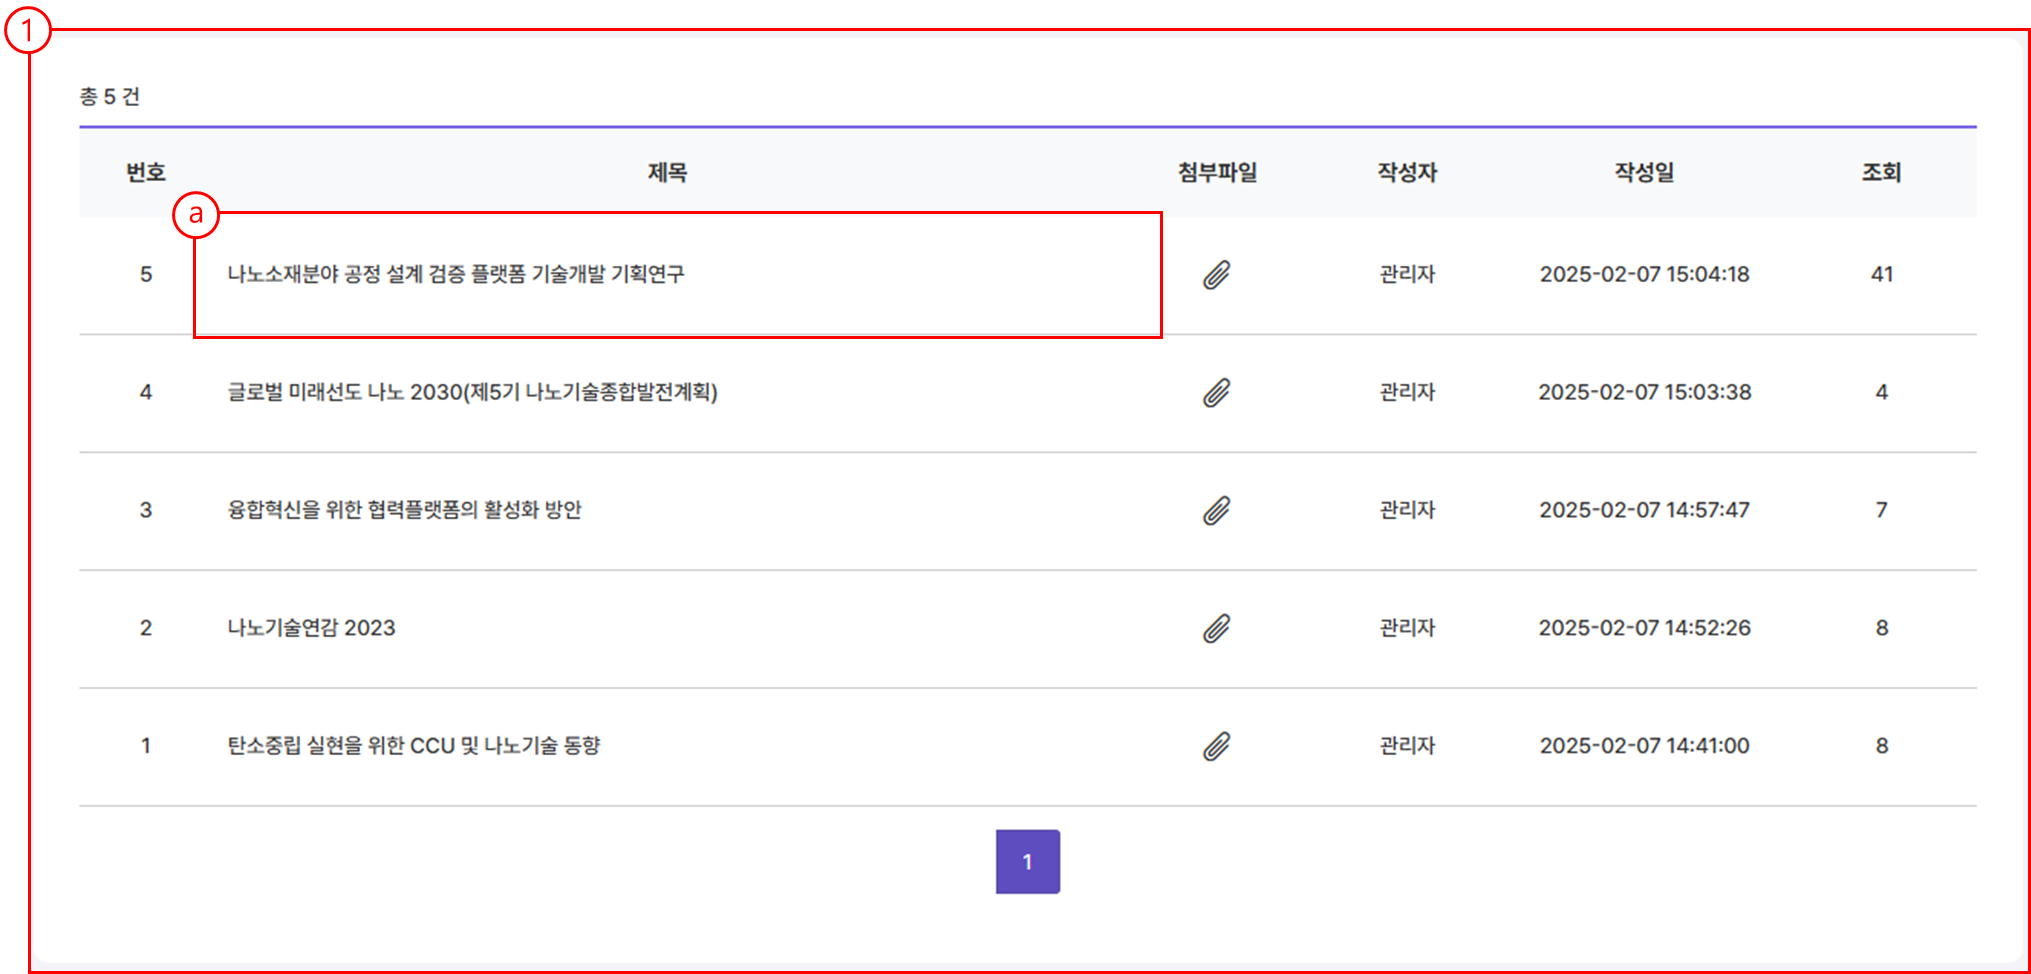 1
총 5 건
번호 제목 첨부파일 작성자 작성일 조회
a
5 나노소재분야 공정 설계 검증 플랫폼 기술개발 기획연구 관리자 2025-02-07 15:04:18 41
4 글로벌 미래선도 나노 2030(제5기 나노기술종합발전계획) 관리자 2025-02-07 15:03:38 4
3 융합혁신을 위한 협력플랫폼의 활성화 방안 관리자 2025-02-07 14:57:47 7
2 나노기술연감 2023 관리자 2025-02-07 14:52:26 8
1 탄소중립 실현을 위한 CCU 및 나노기술 동향 관리자 2025-02-07 14:41:00 8
1